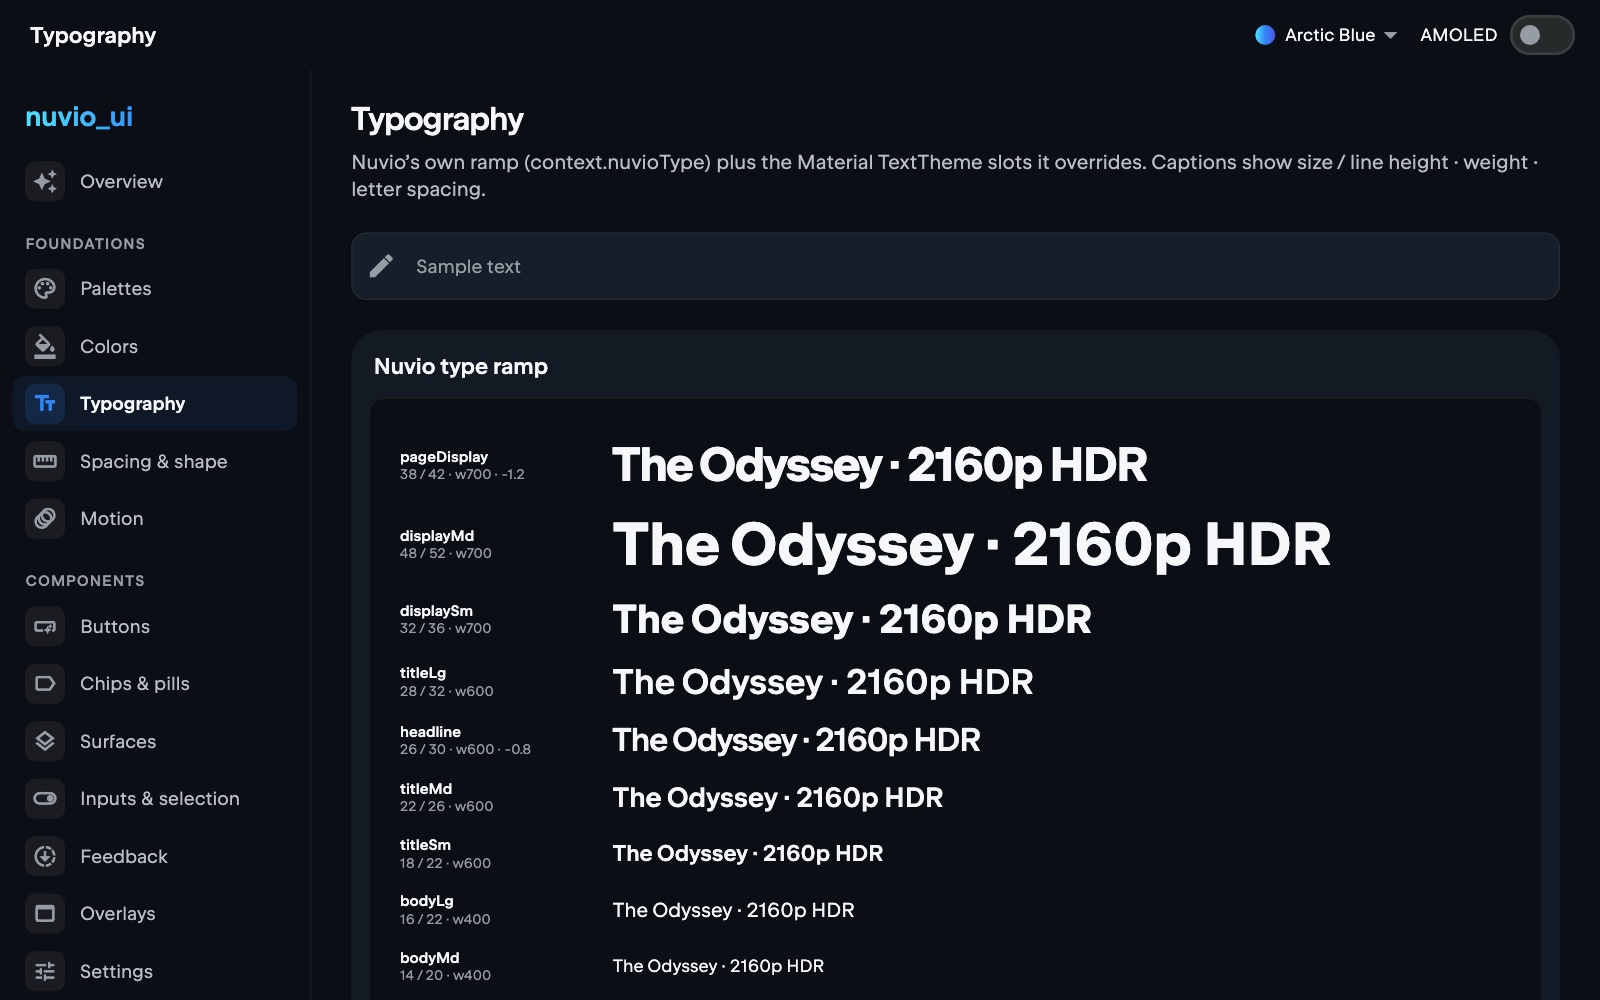 Typography
Arctic Blue
AMOLED
nuvio_ui
Overview
FOUNDATIONS
Palettes
Colors
Typography
Spacing & shape
Motion
COMPONENTS
Buttons
Chips & pills
Surfaces
Inputs & selection
Feedback
Overlays
Settings
Typography
Nuvio's own ramp (context.nuvioType) plus the Material TextTheme slots it overrides. Captions show size / line height · weight ·
letter spacing.
Sample text
Nuvio type ramp
pageDisplay
38 / 42 · w700 · -1.2
The Odyssey · 2160p HDR
displayMd
48 / 52 · w700
The Odyssey · 2160p HDR
displaySm
32 / 36 · w700
The Odyssey · 2160p HDR
titleLg
28 / 32 · w600
The Odyssey · 2160p HDR
headline
26 / 30 · w600 · -0.8
The Odyssey · 2160p HDR
titleMd
22 / 26 · w600
The Odyssey · 2160p HDR
titleSm
18 / 22 · w600
The Odyssey · 2160p HDR
bodyLg
16 / 22 · w400
The Odyssey · 2160p HDR
bodyMd
14 / 20 · w400
The Odyssey · 2160p HDR